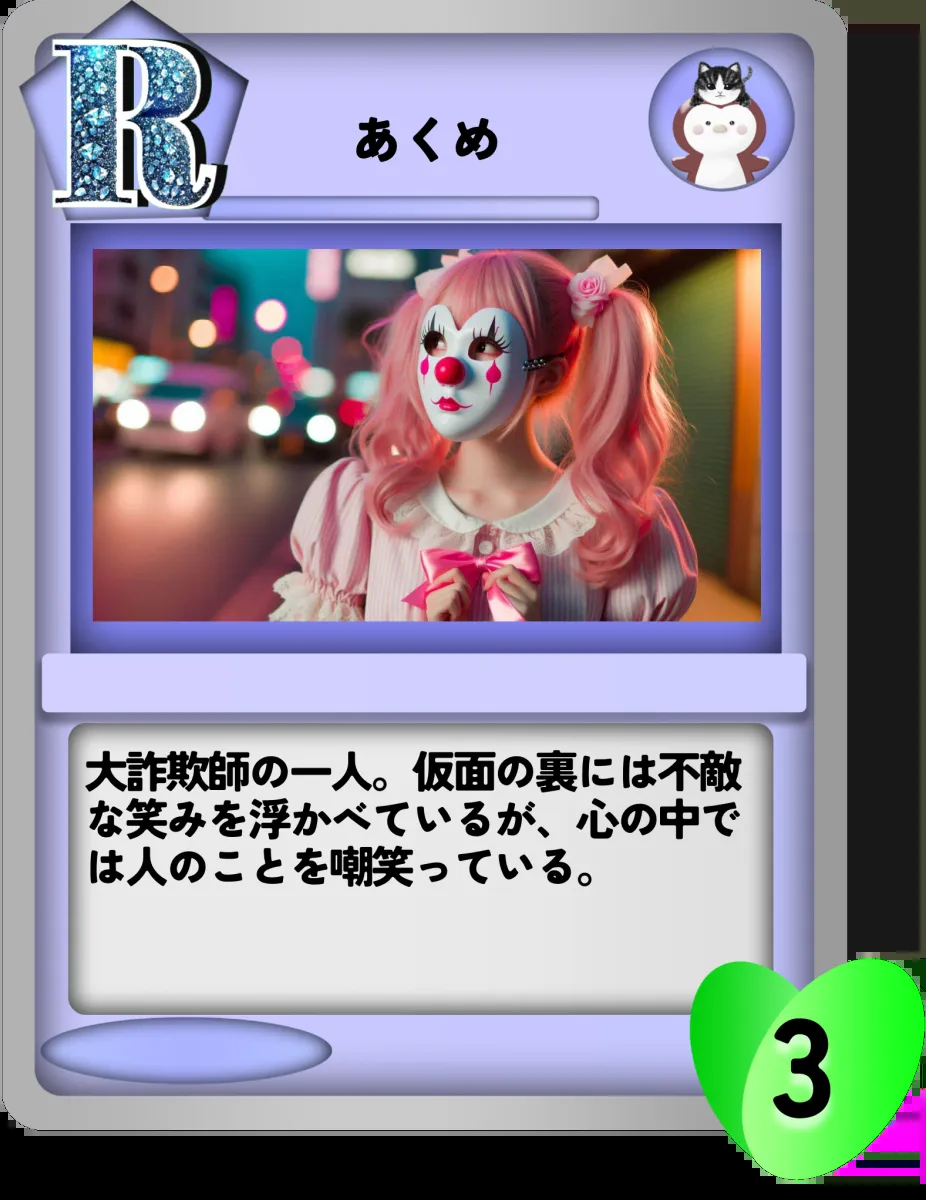 R
あくめ
大詐欺師の一人。仮面の裏には不敵
な笑みを浮かべているが、心の中で
は人のことを嘲笑っている。
3